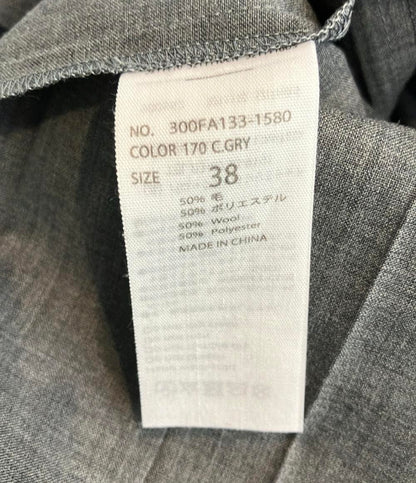 NO. 300FA133-1580
COLOR 170 C.GRY
SIZE 38
50% 毛
50% ポリエステル
50% Wool
50% Polyester
MADE IN CHINA